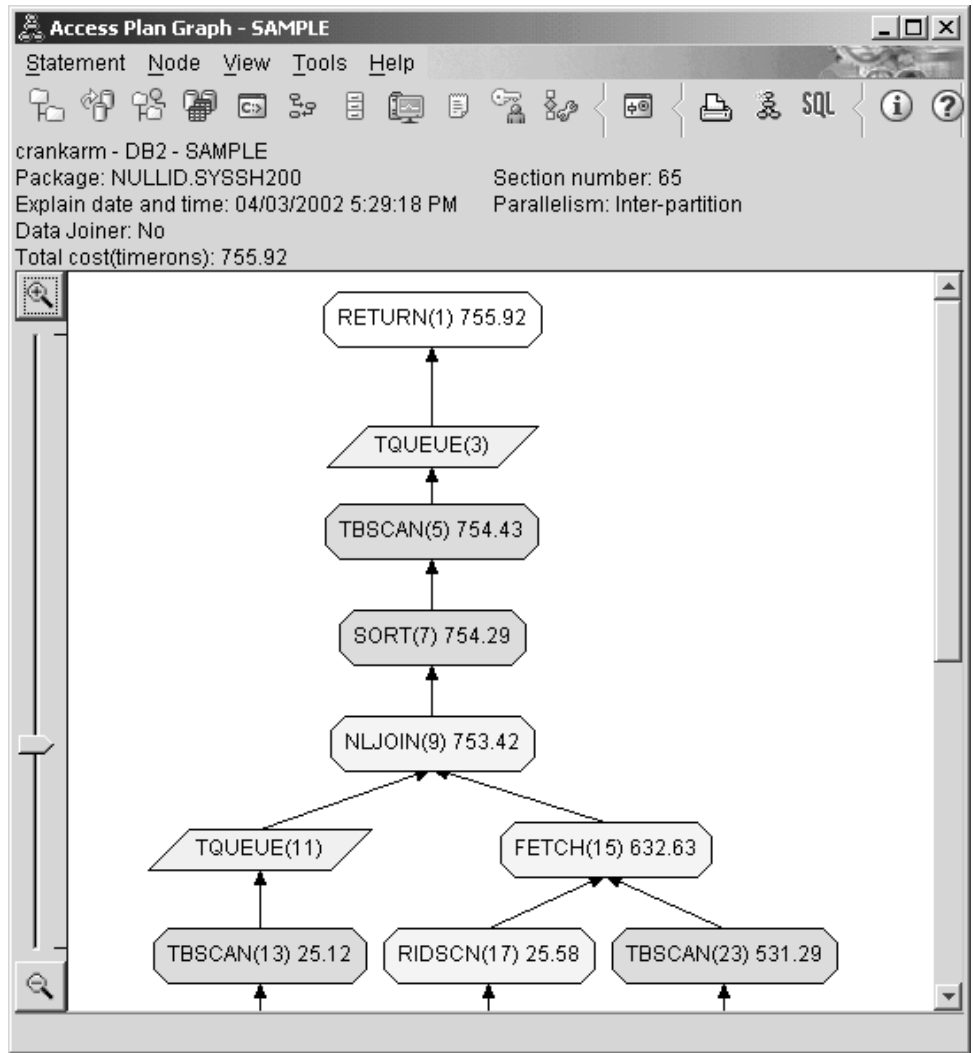 Access Plan Graph - SAMPLE
Statement Node View Tools Help
C:> SQL i ?
crankarm - DB2 - SAMPLE
Package: NULLID.SYSSH200 Section number: 65
Explain date and time: 04/03/2002 5:29:18 PM Parallelism: Inter-partition
Data Joiner: No
Total cost(timerons): 755.92
RETURN(1) 755.92
TQUEUE(3)
TBSCAN(5) 754.43
SORT(7) 754.29
NLJOIN(9) 753.42
TQUEUE(11) FETCH(15) 632.63
TBSCAN(13) 25.12 RIDSCN(17) 25.58 TBSCAN(23) 531.29